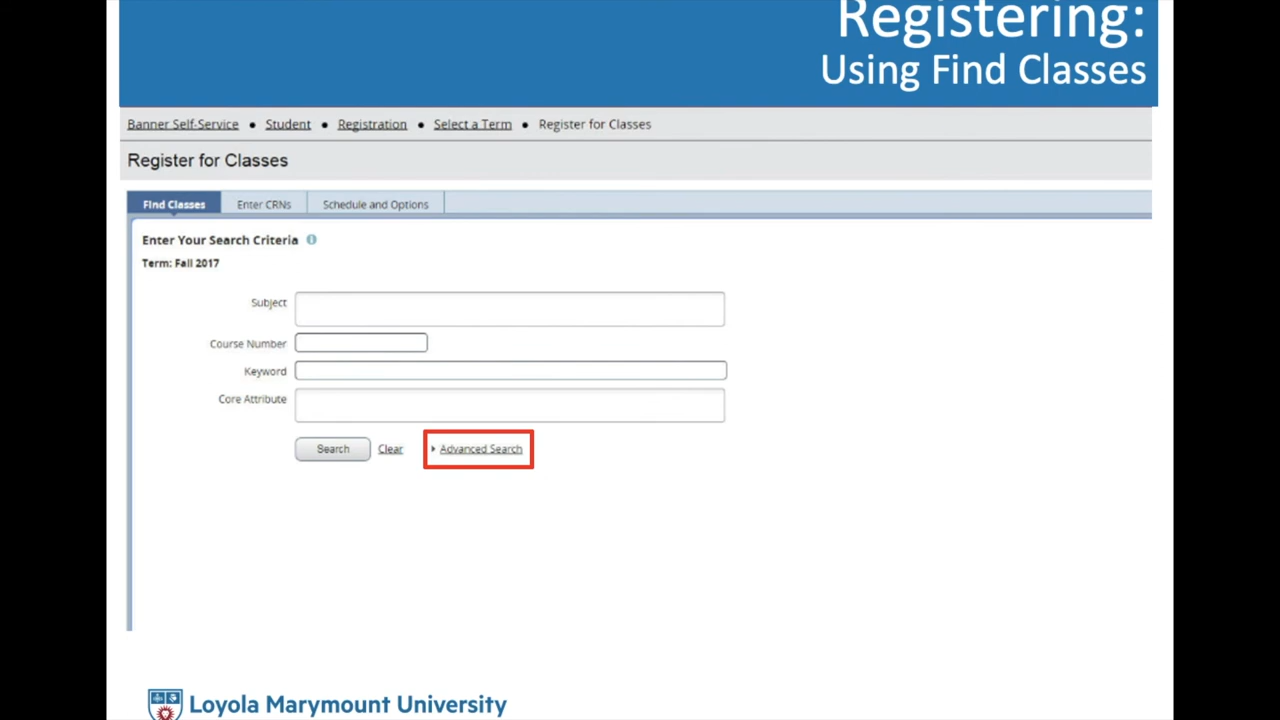 Registering:
Using Find Classes
Banner Self-Service • Student • Registration • Select a Term • Register for Classes
Register for Classes
Find Classes Enter CRNs Schedule and Options
Enter Your Search Criteria
Term: Fall 2017
Subject
Course Number
Keyword
Core Attribute
Search Clear Advanced Search
Loyola Marymount University